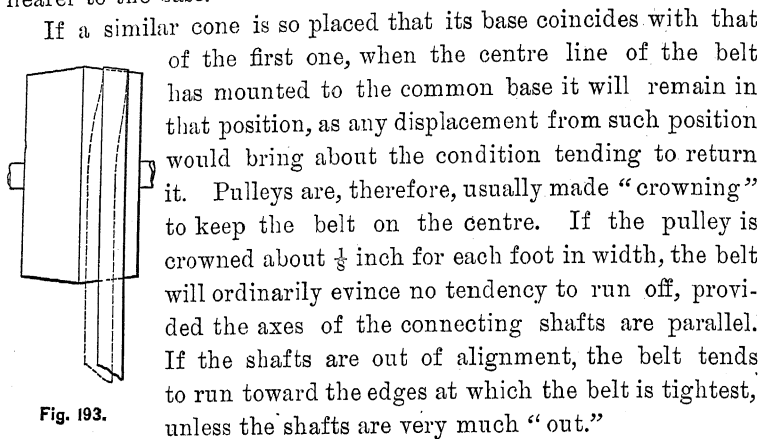 If a similar cone is so placed that its base coincides with that
of the first one, when the centre line of the belt
has mounted to the common base it will remain in
that position, as any displacement from such position
would bring about the condition tending to return
it. Pulleys are, therefore, usually made “crowning”
to keep the belt on the centre. If the pulley is
crowned about ⅛ inch for each foot in width, the belt
will ordinarily evince no tendency to run off, provi-
ded the axes of the connecting shafts are parallel.
If the shafts are out of alignment, the belt tends
to run toward the edges at which the belt is tightest,
unless the shafts are very much “out.”
Fig. 193.